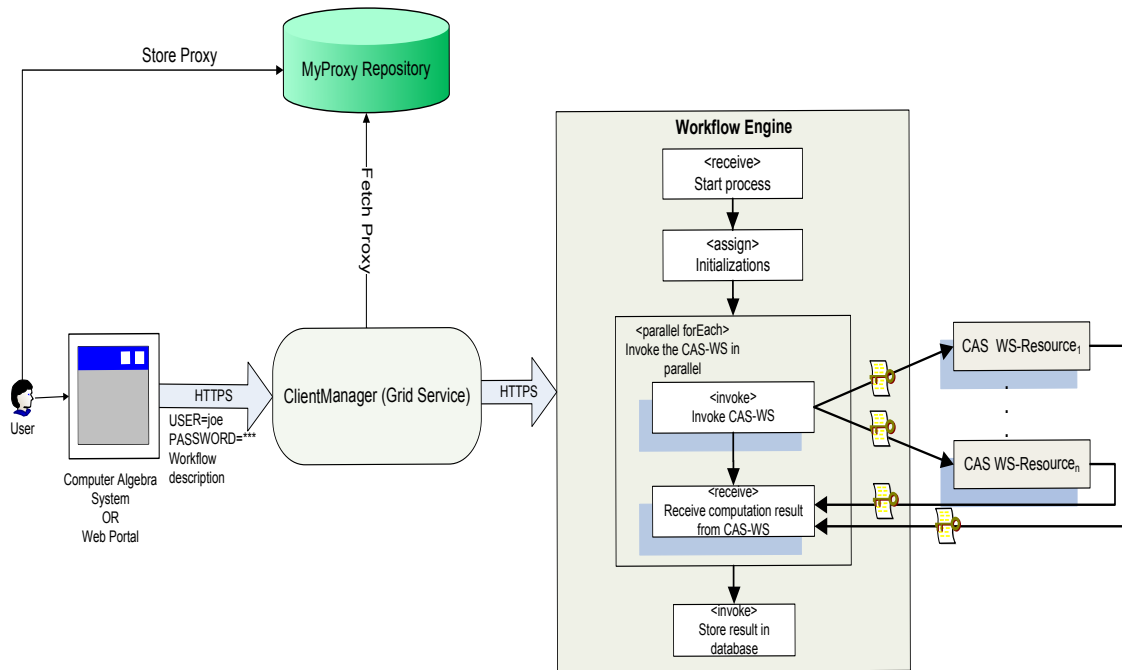 Store Proxy
MyProxy Repository
Fetch Proxy
User
Computer Algebra
System
OR
Web Portal
HTTPS
USER=joe
PASSWORD=***
Workflow
description
ClientManager (Grid Service)
HTTPS
Workflow Engine
<receive>
Start process
<assign>
Initializations
<parallel forEach>
Invoke the CAS-WS in
parallel
<invoke>
Invoke CAS-WS
<receive>
Receive computation result
from CAS-WS
<invoke>
Store result in
database
CAS WS-Resource1
.
.
.
CAS WS-Resourcen